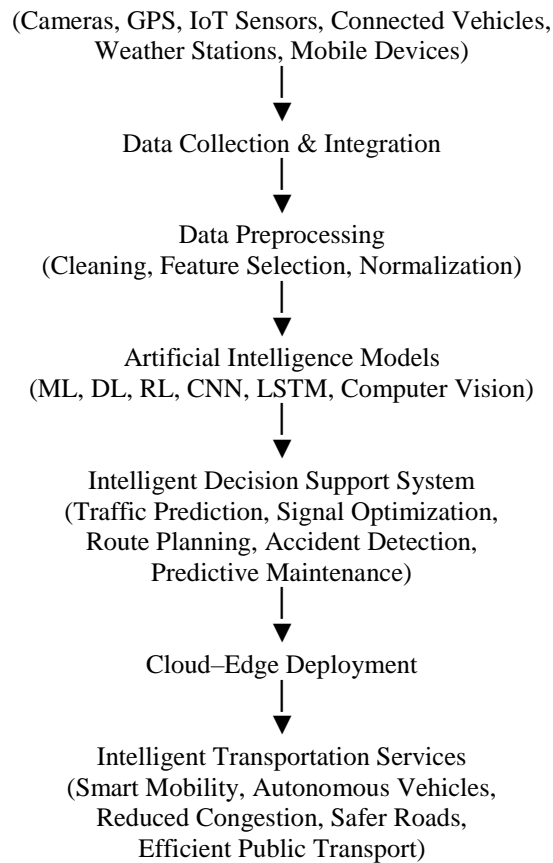 (Cameras, GPS, IoT Sensors, Connected Vehicles,
Weather Stations, Mobile Devices)
Data Collection & Integration
Data Preprocessing
(Cleaning, Feature Selection, Normalization)
Artificial Intelligence Models
(ML, DL, RL, CNN, LSTM, Computer Vision)
Intelligent Decision Support System
(Traffic Prediction, Signal Optimization,
Route Planning, Accident Detection,
Predictive Maintenance)
Cloud–Edge Deployment
Intelligent Transportation Services
(Smart Mobility, Autonomous Vehicles,
Reduced Congestion, Safer Roads,
Efficient Public Transport)